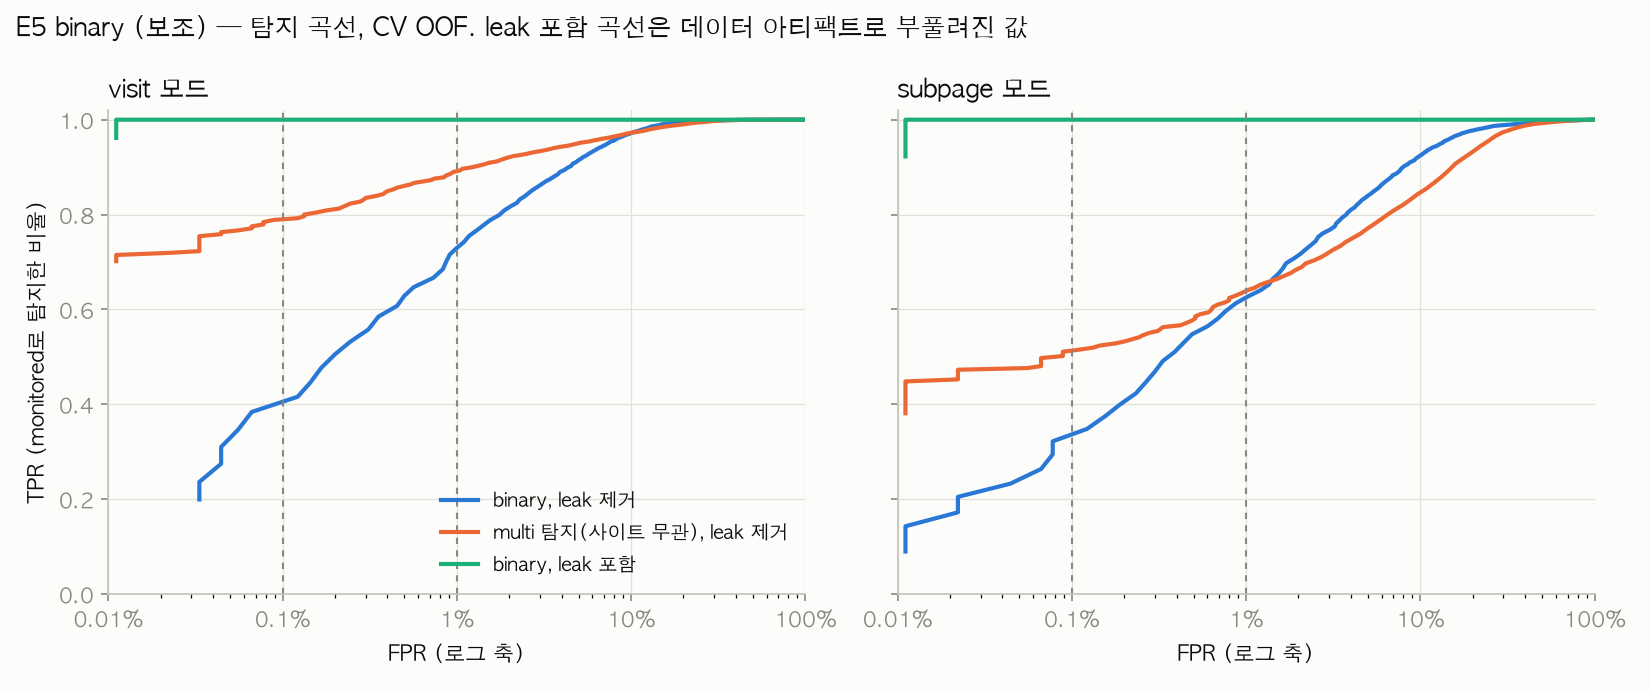 E5 binary (보조) — 탐지 곡선, CV OOF. leak 포함 곡선은 데이터 아티팩트로 부풀려진 값
visit 모드
TPR (monitored로 탐지한 비율)
1.0
0.8
0.6
0.4
0.2
0.0
binary, leak 제거
multi 탐지(사이트 무관), leak 제거
binary, leak 포함
0.01%
0.1%
1%
10%
100%
FPR (로그 축)
subpage 모드
0.01%
0.1%
1%
10%
100%
FPR (로그 축)